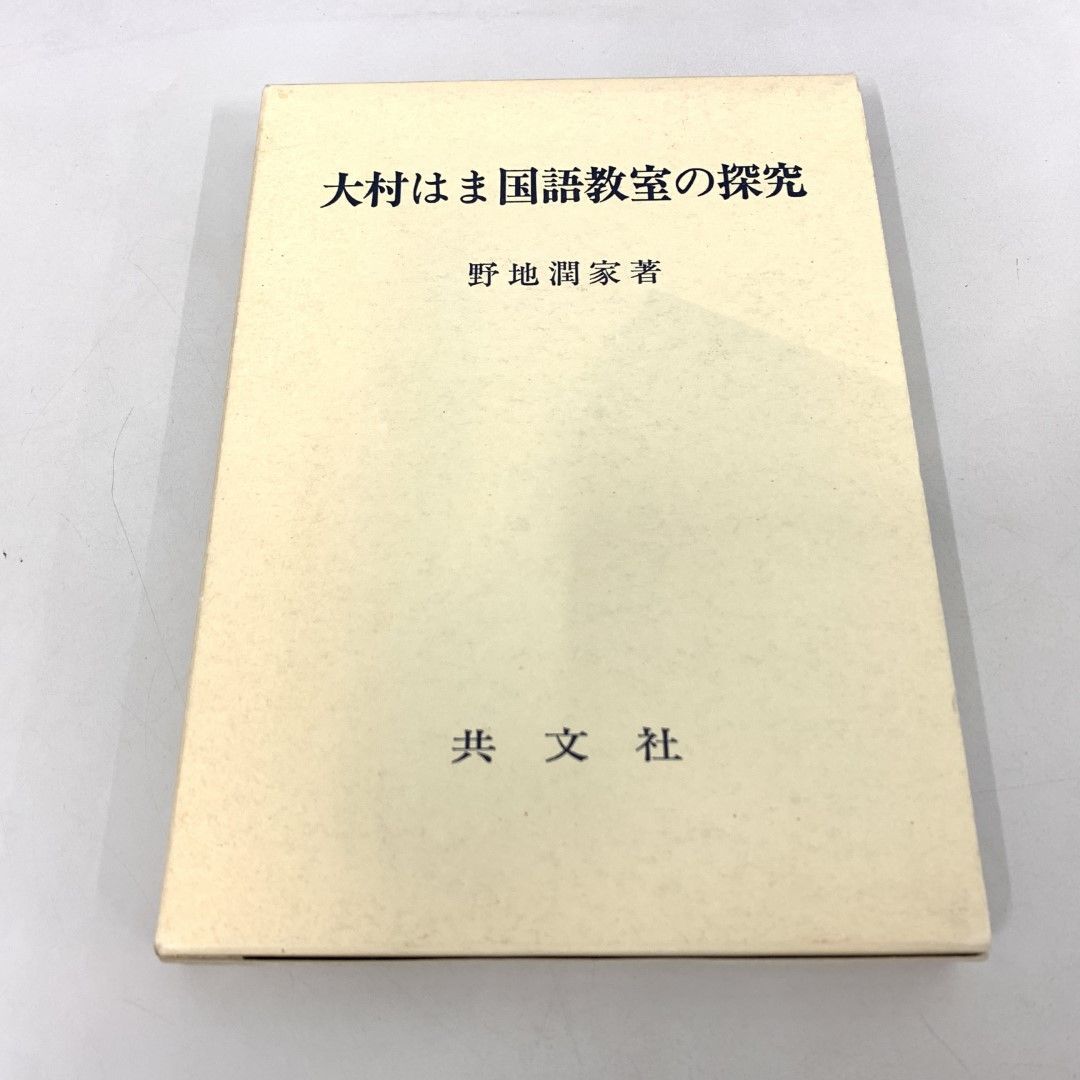 大村はま国語教室の探究
野地潤家著
共文社